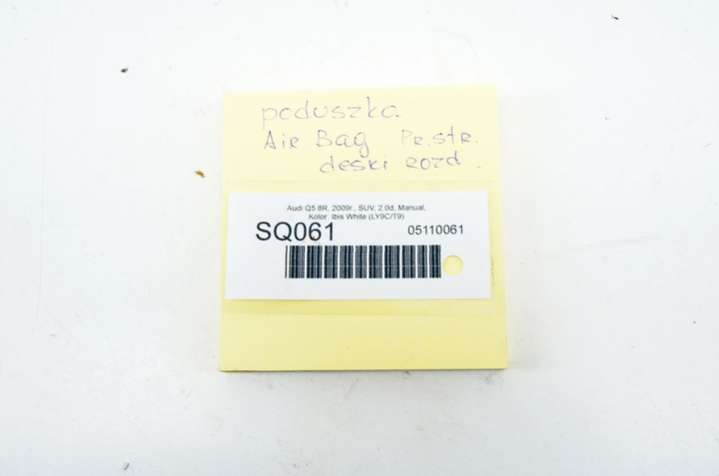 poduszka
Air Bag Pr.str.
deski rozd.
Audi Q5 8R, 2009r., SUV, 2.0d, Manual,
Kolor: Ibis White (LY9C/T9)
SQ061 05110061